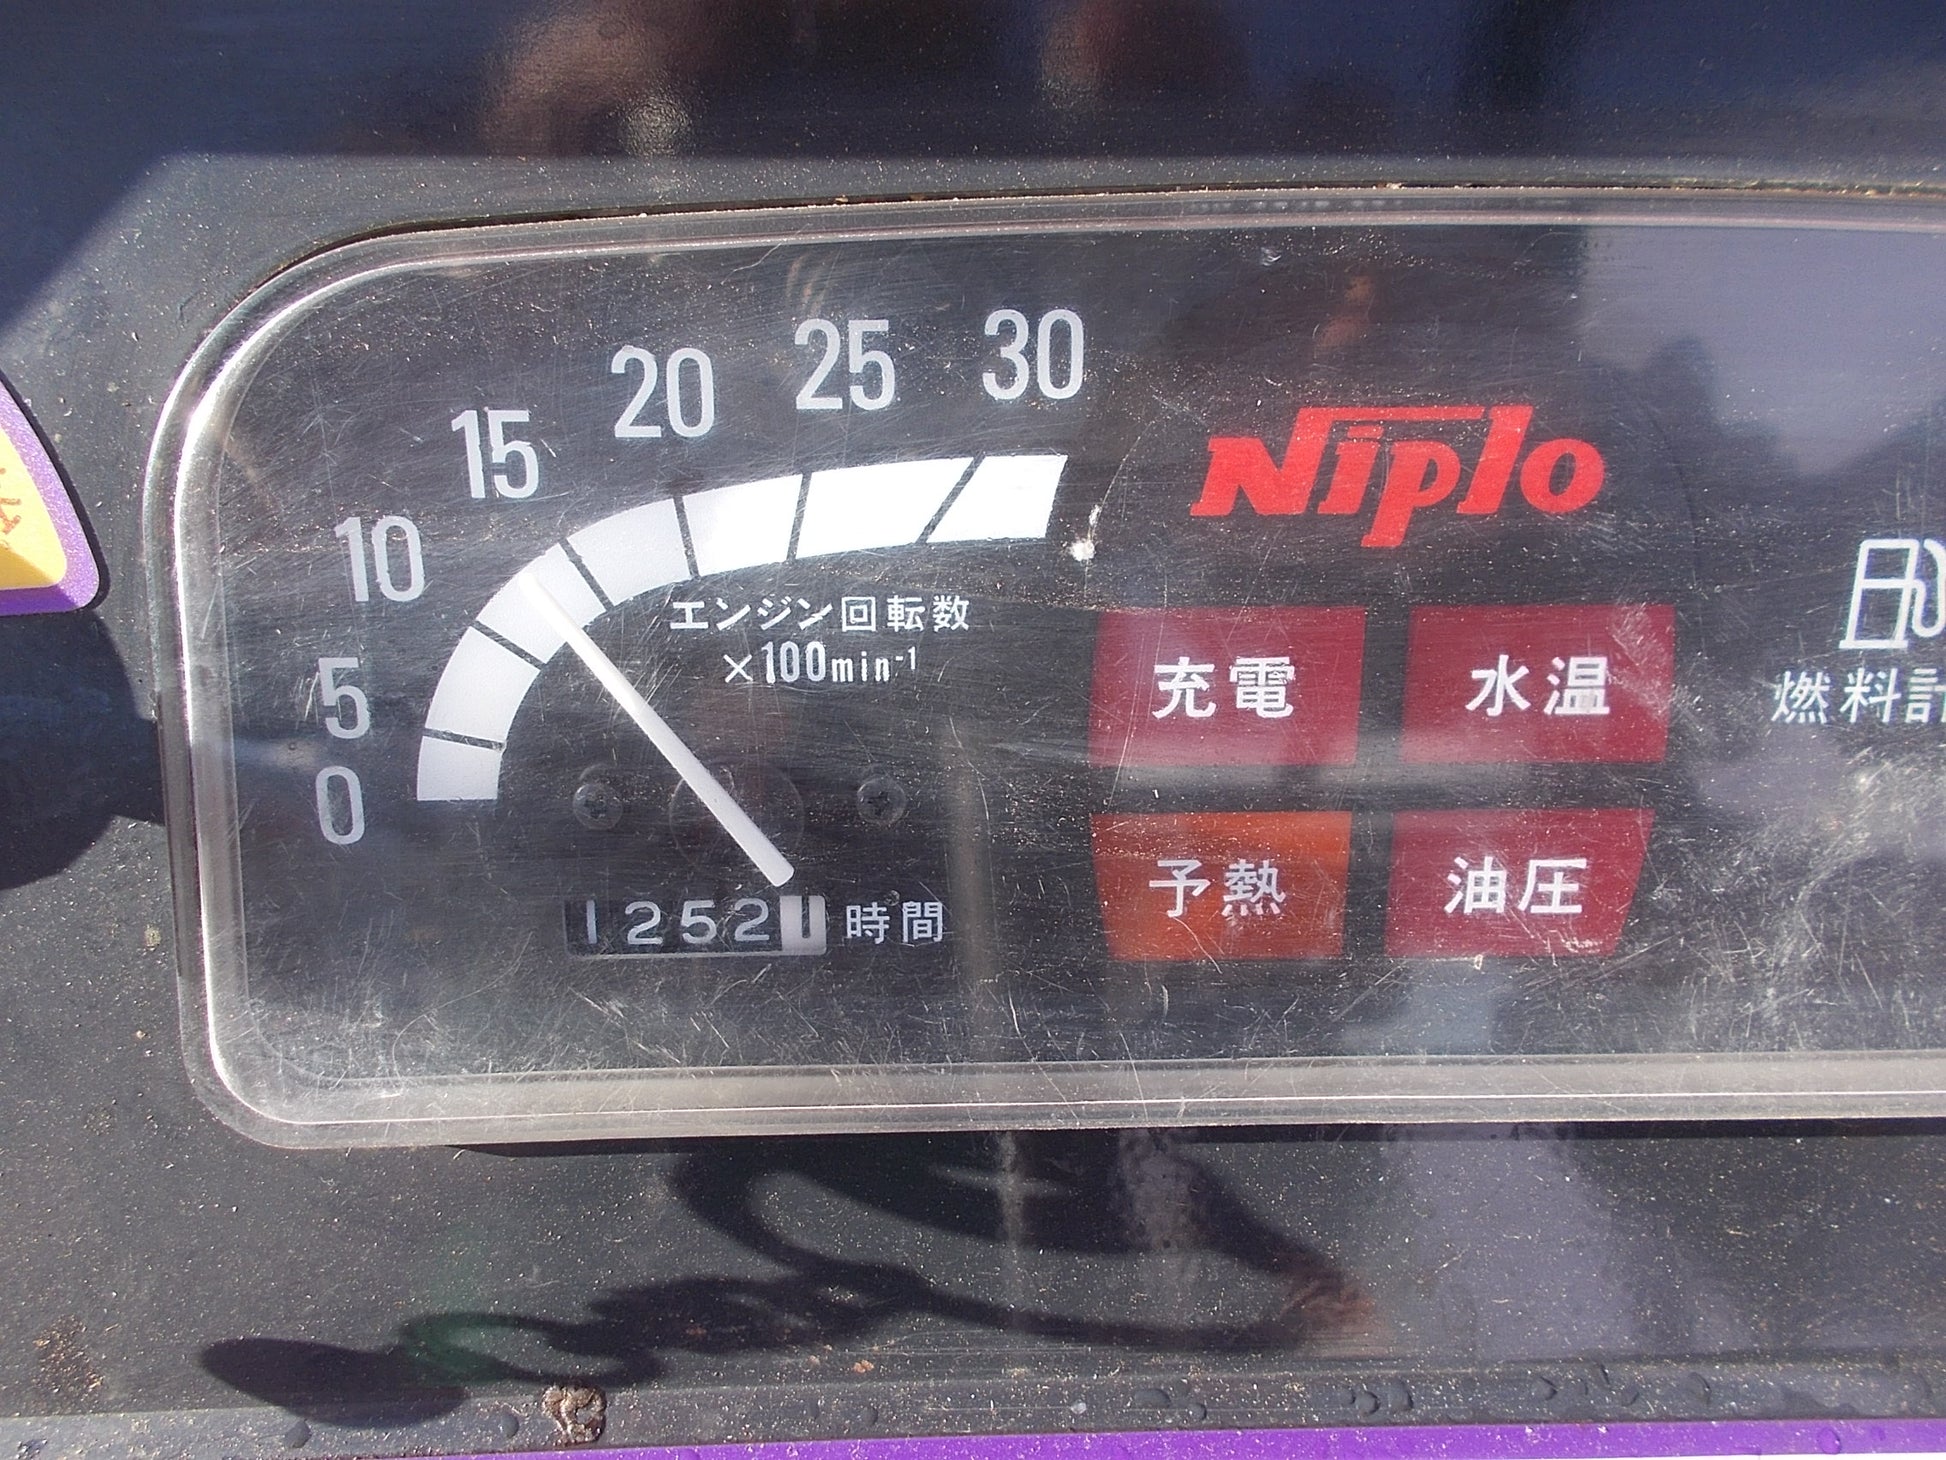 30
25
20
15
10
5
0
エンジン回転数
×100min-1
1252 時間
Niplo
充電
水温
予熱
油圧
燃料計